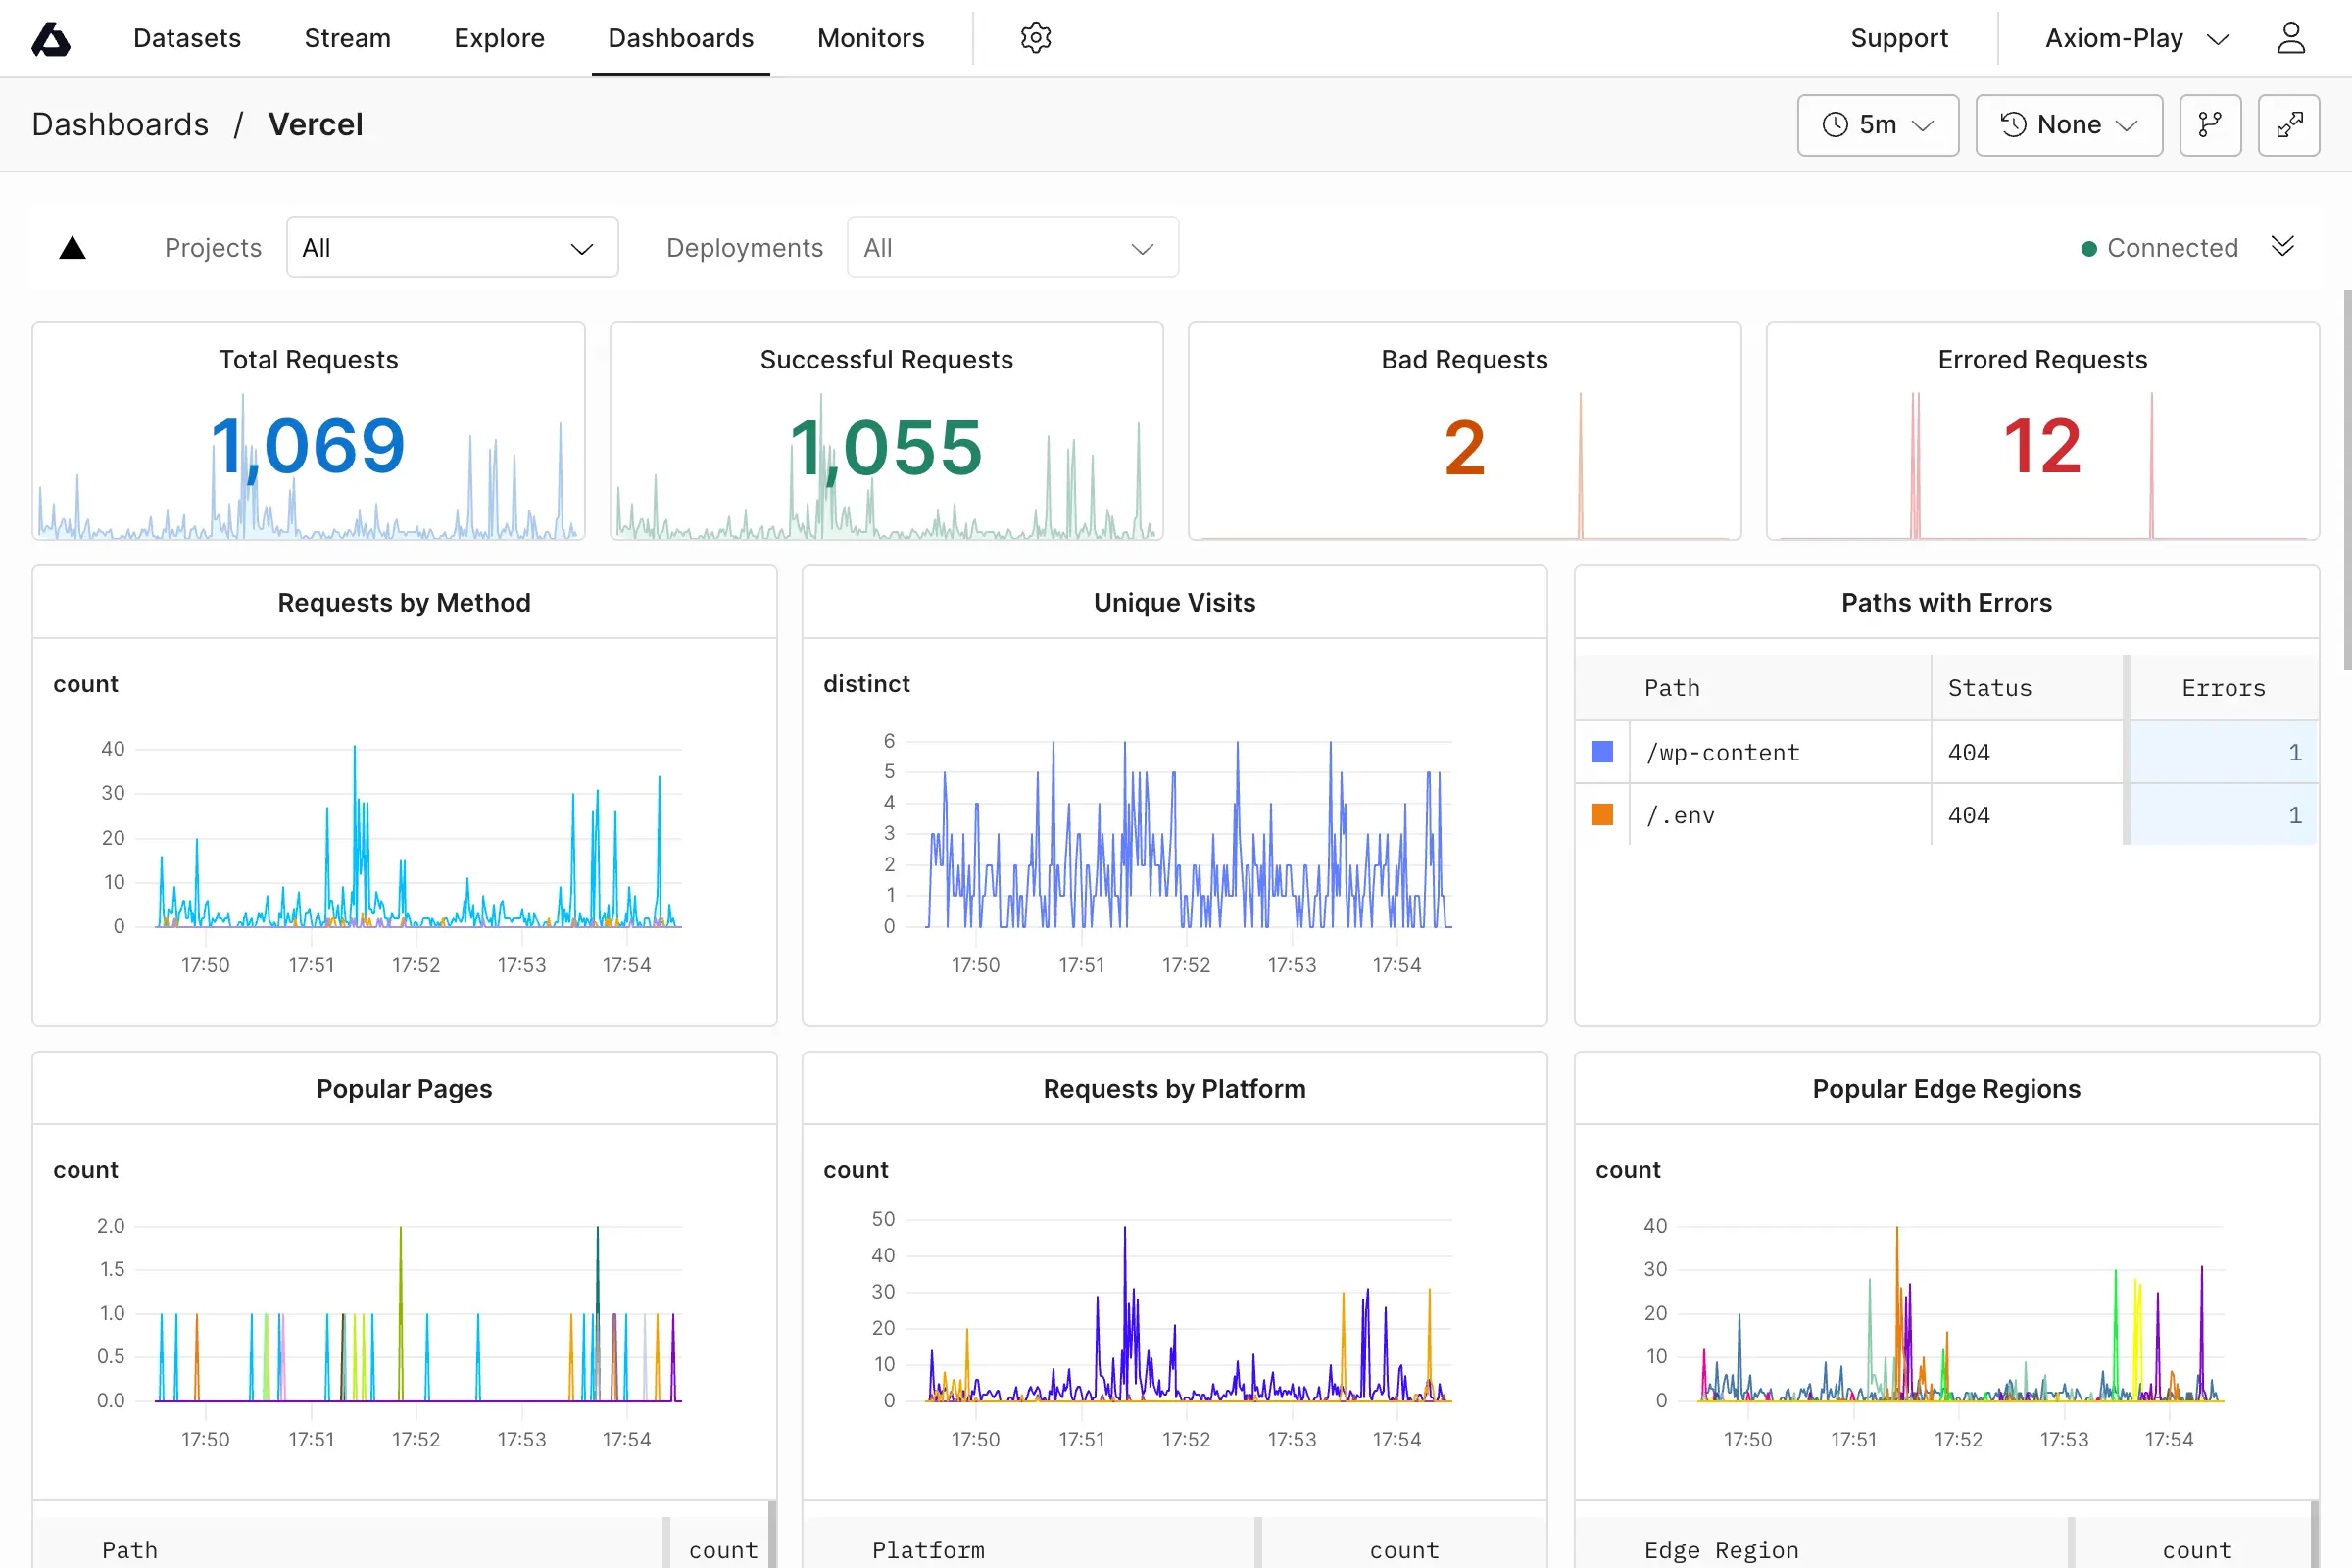 Datasets Stream Explore Dashboards Monitors Support Axiom-Play
Dashboards / Vercel 5m None
Projects All Deployments All Connected
Total Requests
1,069
Successful Requests
1,055
Bad Requests
2
Errored Requests
12
Requests by Method
count
40
30
20
10
0
17:50 17:51 17:52 17:53 17:54
Unique Visits
distinct
6
5
4
3
2
1
0
17:50 17:51 17:52 17:53 17:54
Paths with Errors
Path Status Errors
/wp-content 404 1
/.env 404 1
Popular Pages
count
2.0
1.5
1.0
0.5
0.0
17:50 17:51 17:52 17:53 17:54
Path count
Requests by Platform
count
50
40
30
20
10
0
17:50 17:51 17:52 17:53 17:54
Platform count
Popular Edge Regions
count
40
30
20
10
0
17:50 17:51 17:52 17:53 17:54
Edge Region count